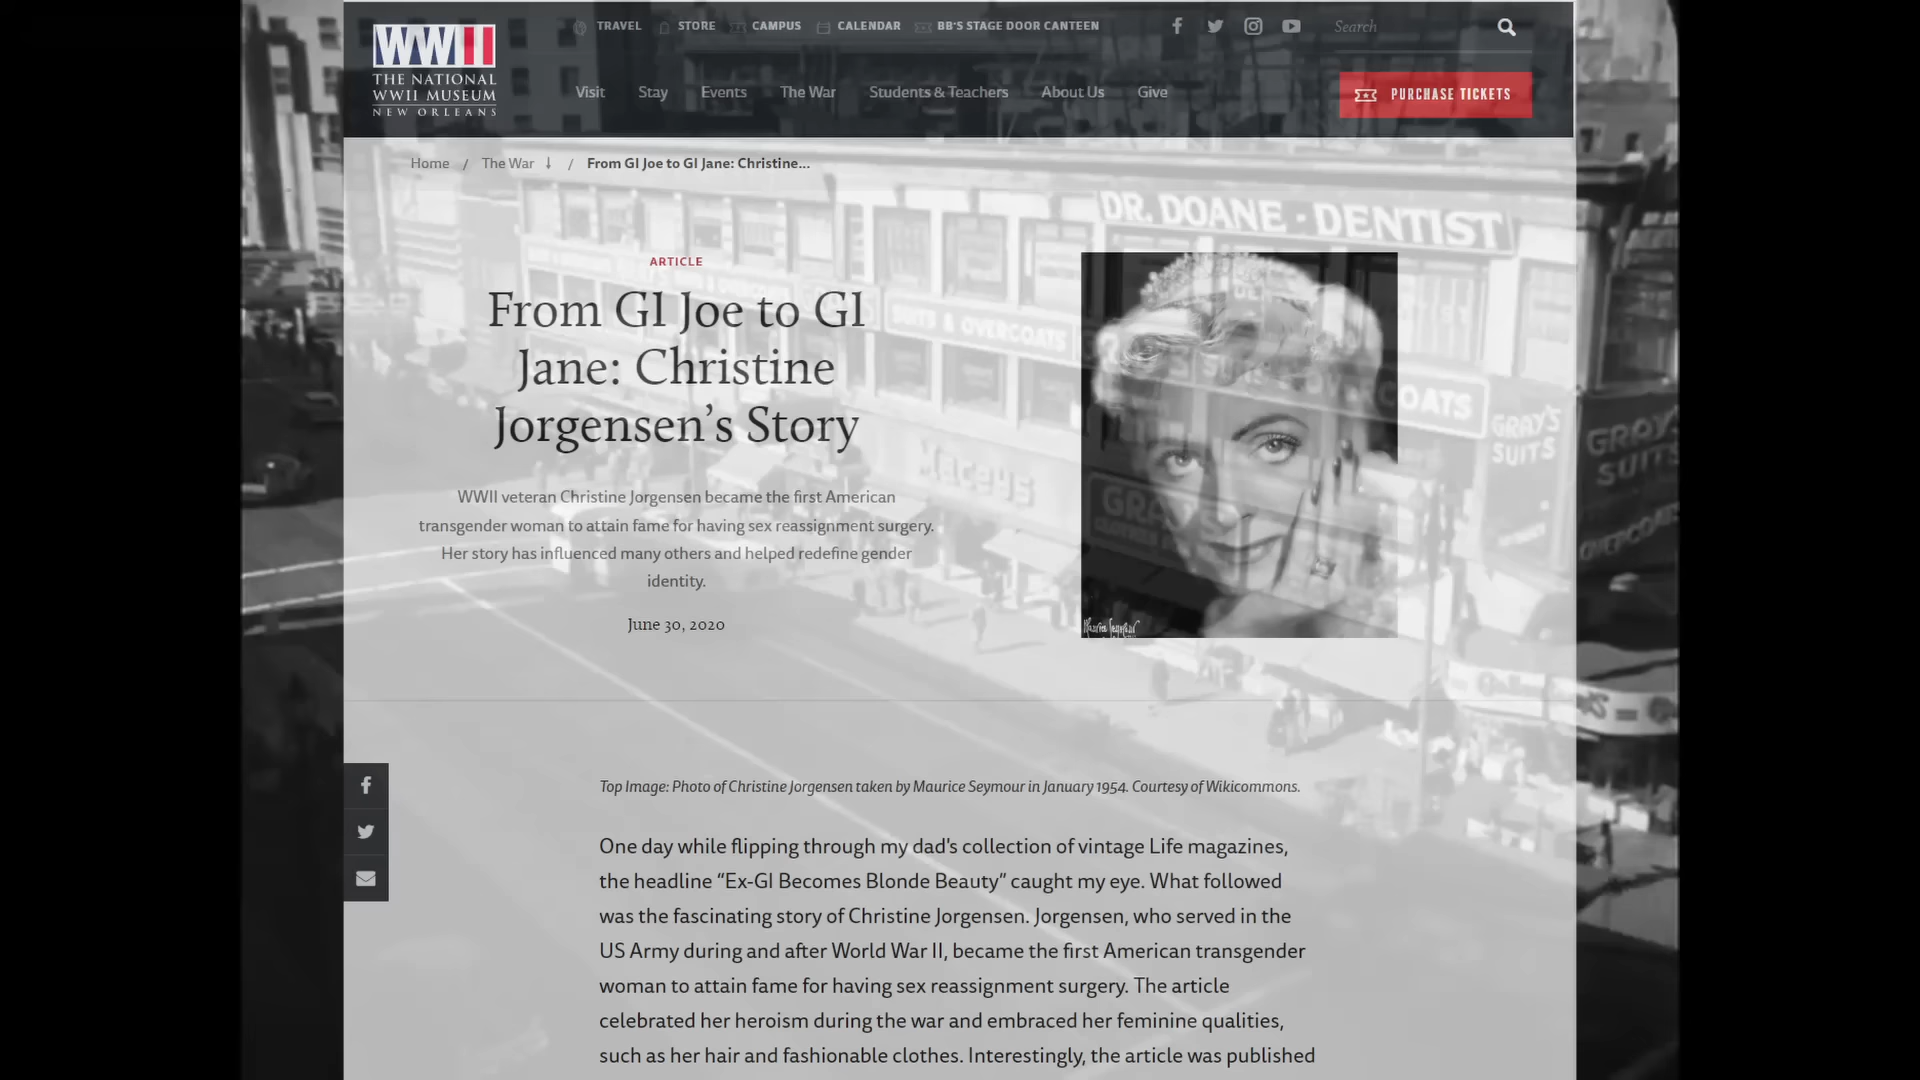 WWII
THE NATIONAL
WWII MUSEUM
NEW ORLEANS
TRAVEL STORE CAMPUS CALENDAR BB'S STAGE DOOR CANTEEN
Search
Visit Stay Events The War Students & Teachers About Us Give
PURCHASE TICKETS
Home / The War / From GI Joe to GI Jane: Christine...
DR. DOANE - DENTIST
ARTICLE
From GI Joe to GI
Jane: Christine
Jorgensen's Story
SUITS & OVERCOATS
OATS
GRAY'S
SUITS
GRAY'S
SUITS
OVERCOATS
Maceys
WWII veteran Christine Jorgensen became the first American
transgender woman to attain fame for having sex reassignment surgery.
Her story has influenced many others and helped redefine gender
identity.
June 30, 2020
Top Image: Photo of Christine Jorgensen taken by Maurice Seymour in January 1954. Courtesy of Wikicommons.
One day while flipping through my dad's collection of vintage Life magazines,
the headline “Ex-GI Becomes Blonde Beauty” caught my eye. What followed
was the fascinating story of Christine Jorgensen. Jorgensen, who served in the
US Army during and after World War II, became the first American transgender
woman to attain fame for having sex reassignment surgery. The article
celebrated her heroism during the war and embraced her feminine qualities,
such as her hair and fashionable clothes. Interestingly, the article was published